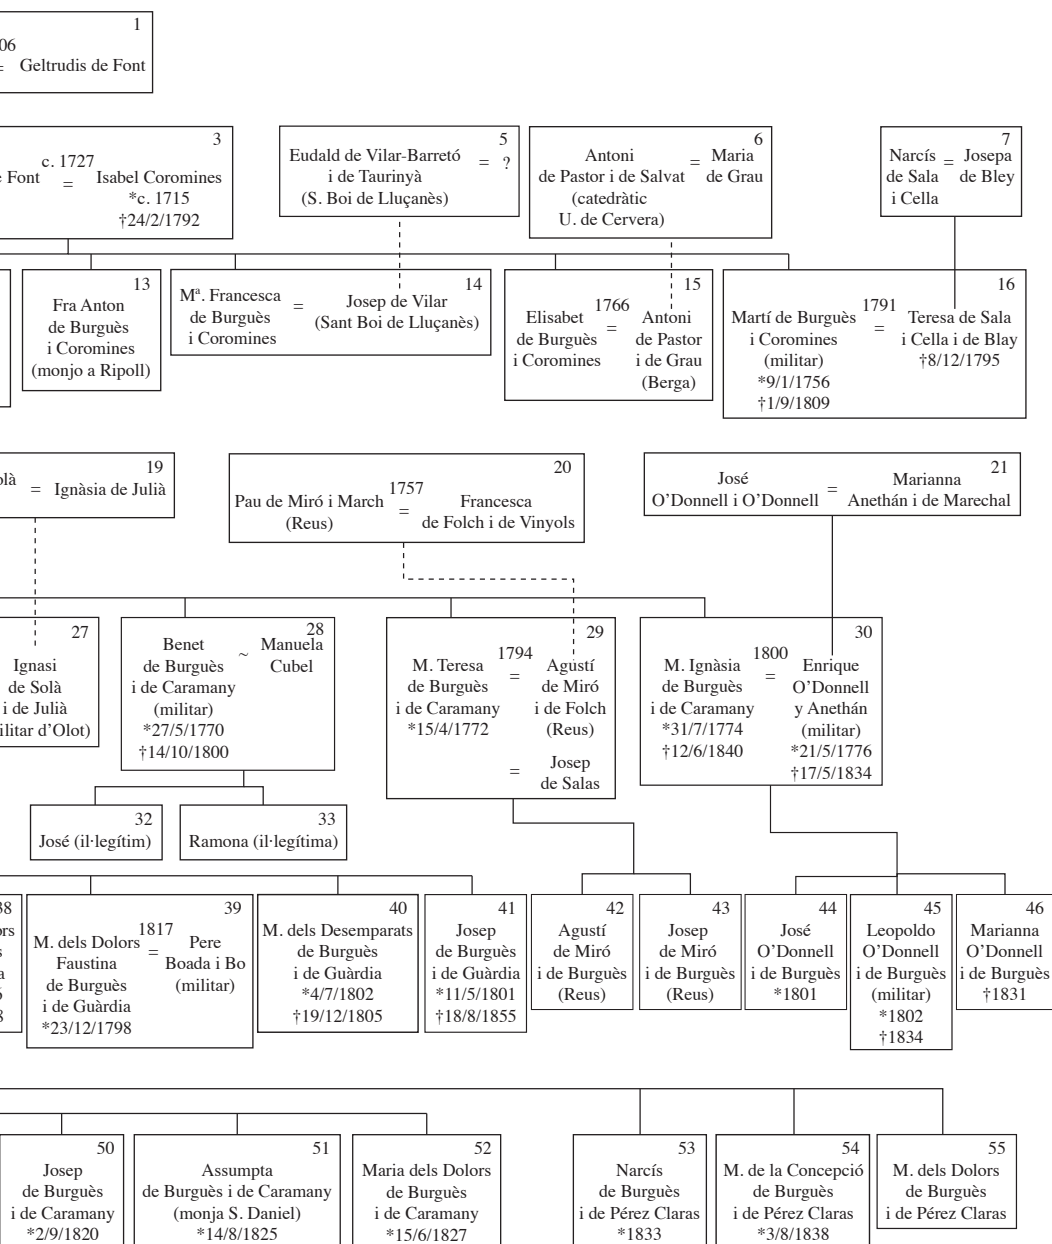 1
06
= Geltrudis de Font
3
c. 1727
e Font = Isabel Coromines
*c. 1715
†24/2/1792
5
Eudald de Vilar-Barretó = ?
i de Taurinyà
(S. Boi de Lluçanès)
6
Antoni = Maria
de Pastor i de Salvat de Grau
(catedràtic
U. de Cervera)
7
Narcís = Josepa
de Sala de Bley
i Cella
13
Fra Anton
de Burguès
i Coromines
(monjo a Ripoll)
14
Mª. Francesca = Josep de Vilar
de Burguès (Sant Boi de Lluçanès)
i Coromines
15
1766
Elisabet = Antoni
de Burguès de Pastor
i Coromines i de Grau
(Berga)
16
1791
Martí de Burguès = Teresa de Sala
i Coromines i Cella i de Blay
(militar) †8/12/1795
*9/1/1756
†1/9/1809
19
olà = Ignàsia de Julià
20
1757
Pau de Miró i March = Francesca
(Reus) de Folch i de Vinyols
21
José = Marianna
O'Donnell i O'Donnell Anethán i de Marechal
27
Ignasi
de Solà
i de Julià
ilitar d'Olot)
28
Benet ~ Manuela
de Burguès Cubel
i de Caramany
(militar)
*27/5/1770
†14/10/1800
29
1794
M. Teresa = Agustí
de Burguès de Miró
i de Caramany i de Folch
*15/4/1772 (Reus)
= Josep
de Salas
30
1800
M. Ignàsia = Enrique
de Burguès O'Donnell
i de Caramany y Anethán
*31/7/1774 (militar)
†12/6/1840 *21/5/1776
†17/5/1834
32
José (il·legítim)
33
Ramona (il·legítima)
38
ors
s
a
6
8
39
1817
M. dels Dolors = Pere
Faustina Boada i Bo
de Burguès (militar)
i de Guàrdia
*23/12/1798
40
M. dels Desemparats
de Burguès
i de Guàrdia
*4/7/1802
†19/12/1805
41
Josep
de Burguès
i de Guàrdia
*11/5/1801
†18/8/1855
42
Agustí
de Miró
i de Burguès
(Reus)
43
Josep
de Miró
i de Burguès
(Reus)
44
José
O'Donnell
i de Burguès
*1801
45
Leopoldo
O'Donnell
i de Burguès
(militar)
*1802
†1834
46
Marianna
O'Donnell
i de Burguès
†1831
50
Josep
de Burguès
i de Caramany
*2/9/1820
51
Assumpta
de Burguès i de Caramany
(monja S. Daniel)
*14/8/1825
52
Maria dels Dolors
de Burguès
i de Caramany
*15/6/1827
53
Narcís
de Burguès
i de Pérez Claras
*1833
54
M. de la Concepció
de Burguès
i de Pérez Claras
*3/8/1838
55
M. dels Dolors
de Burguès
i de Pérez Claras